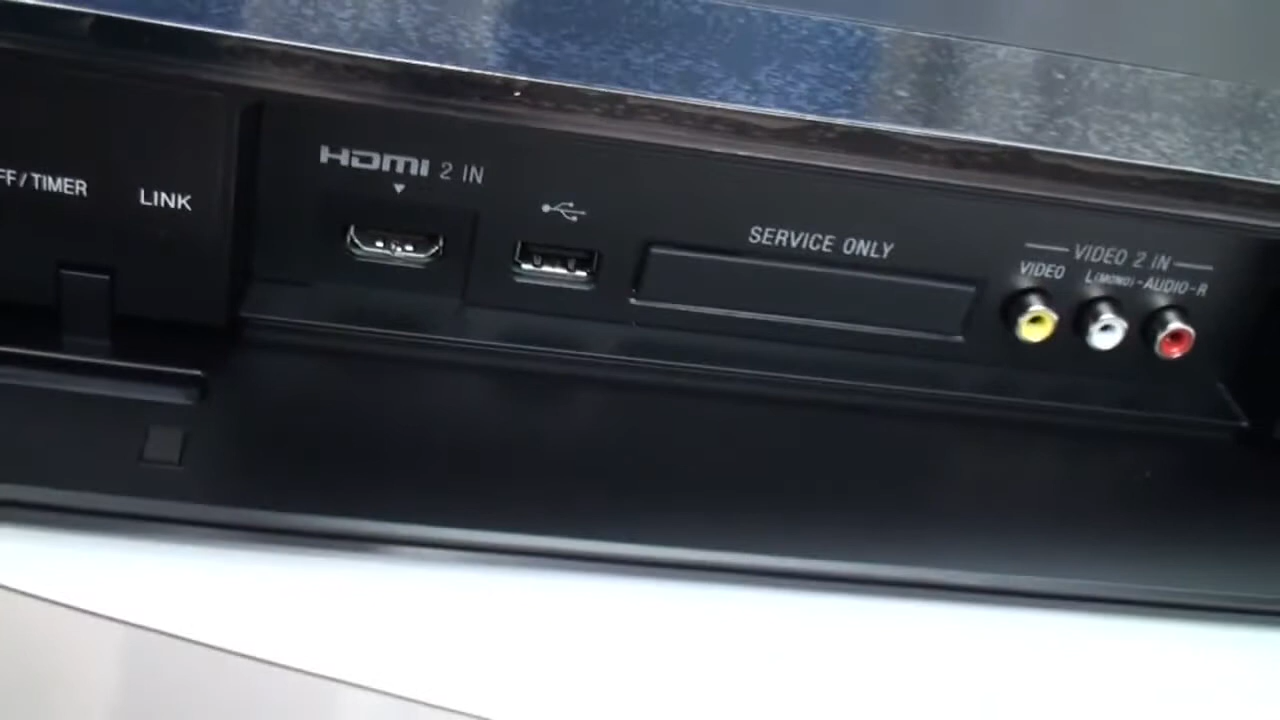 FF/TIMER
LINK
HDMI 2 IN
SERVICE ONLY
VIDEO 2 IN
VIDEO L(MONO)-AUDIO-R